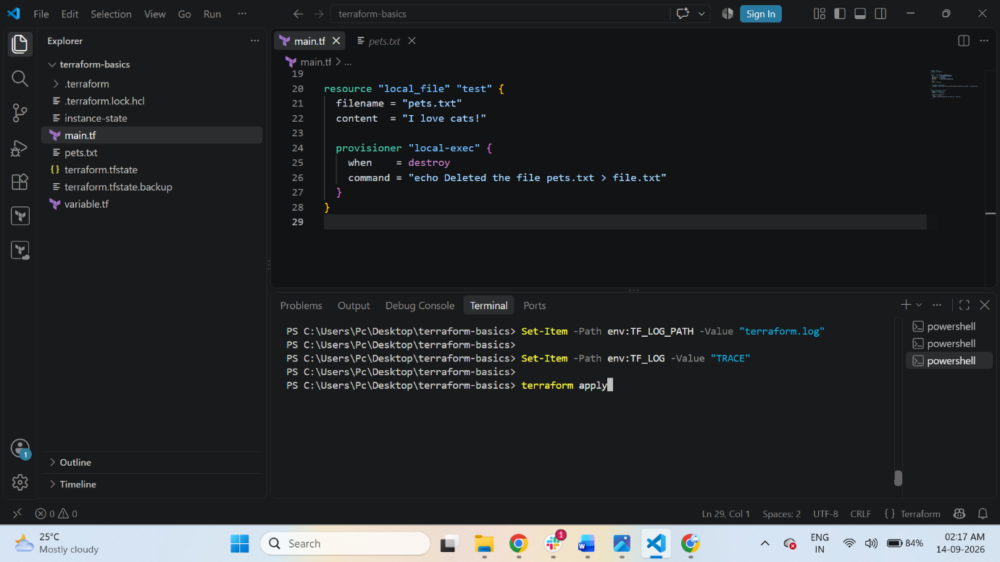 File Edit Selection View Go Run ···
terraform-basics
Sign In
Explorer
terraform-basics
.terraform
.terraform.lock.hcl
instance-state
main.tf
pets.txt
terraform.tfstate
terraform.tfstate.backup
variable.tf
Outline
Timeline
1
main.tf pets.txt
main.tf > ...
19
20 resource "local_file" "test" {
21 filename = "pets.txt"
22 content = "I love cats!"
23
24 provisioner "local-exec" {
25 when = destroy
26 command = "echo Deleted the file pets.txt > file.txt"
27 }
28 }
29
Problems Output Debug Console Terminal Ports
PS C:\Users\Pc\Desktop\terraform-basics> Set-Item -Path env:TF_LOG_PATH -Value "terraform.log"
PS C:\Users\Pc\Desktop\terraform-basics>
PS C:\Users\Pc\Desktop\terraform-basics> Set-Item -Path env:TF_LOG -Value "TRACE"
PS C:\Users\Pc\Desktop\terraform-basics>
PS C:\Users\Pc\Desktop\terraform-basics> terraform apply
powershell
powershell
powershell
0 0
Ln 29, Col 1 Spaces: 2 UTF-8 CRLF { } Terraform
25°C
Mostly cloudy
Search
1
ENG
IN
84%
02:17 AM
14-09-2026